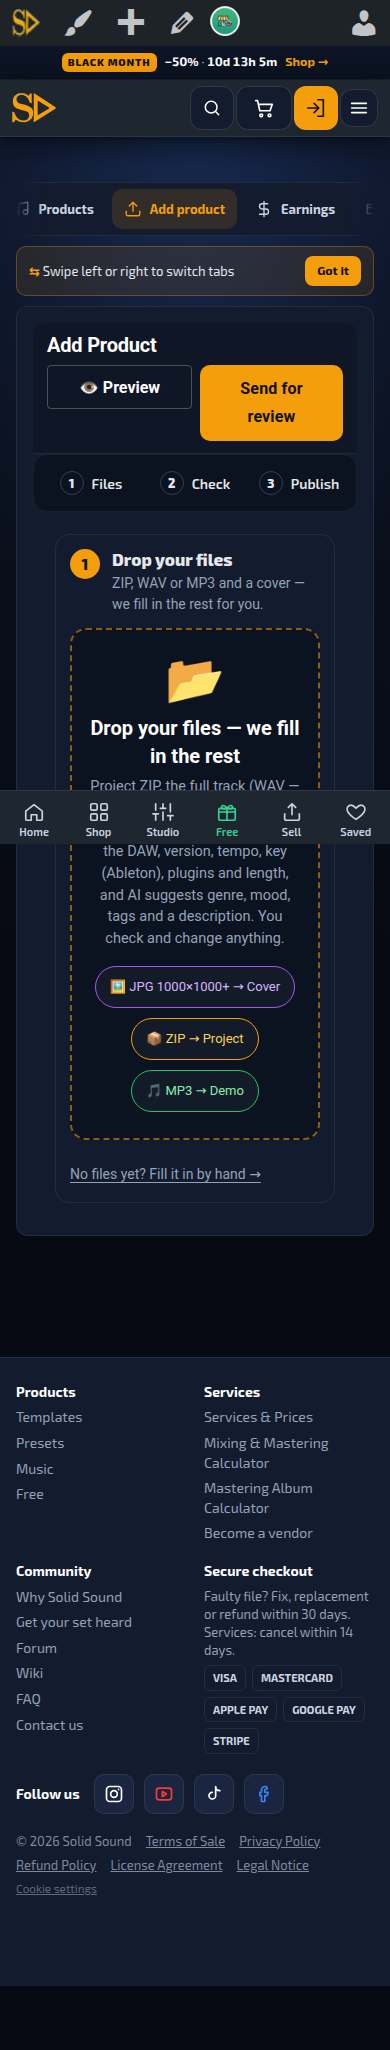 BLACK MONTH −50% · 10d 13h 5m Shop →
Products Add product Earnings
⇆ Swipe left or right to switch tabs Got it
Add Product
👁️ Preview Send for
review
1 Files 2 Check 3 Publish
1 Drop your files
ZIP, WAV or MP3 and a cover —
we fill in the rest for you.
Drop your files — we fill
in the rest
Project ZIP, the full track (WAV —
Home Shop Studio Free Sell Saved
the DAW, version, tempo, key
(Ableton), plugins and length,
and AI suggests genre, mood,
tags and a description. You
check and change anything.
🖼️ JPG 1000×1000+ → Cover
📦 ZIP → Project
🎵 MP3 → Demo
No files yet? Fill it in by hand →
Products Services
Templates Services & Prices
Presets Mixing & Mastering
Calculator
Music Mastering Album
Calculator
Free Become a vendor
Community Secure checkout
Why Solid Sound Faulty file? Fix, replacement
Get your set heard or refund within 30 days.
Forum Services: cancel within 14
days.
Wiki VISA MASTERCARD
FAQ APPLE PAY GOOGLE PAY
Contact us STRIPE
Follow us
© 2026 Solid Sound Terms of Sale Privacy Policy
Refund Policy License Agreement Legal Notice
Cookie settings